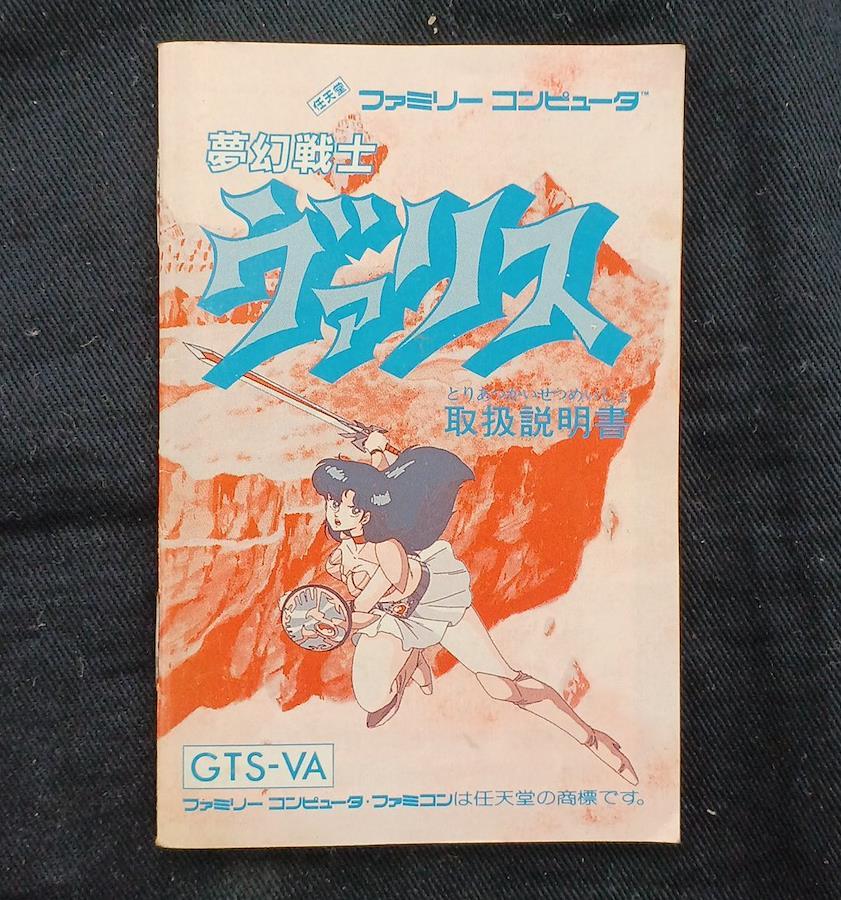 任天堂 ファミリー コンピュータ™
夢幻戦士
ヴァリス
とりあつかいせつめいしょ
取扱説明書
GTS-VA
ファミリー コンピュータ・ファミコンは任天堂の商標です。